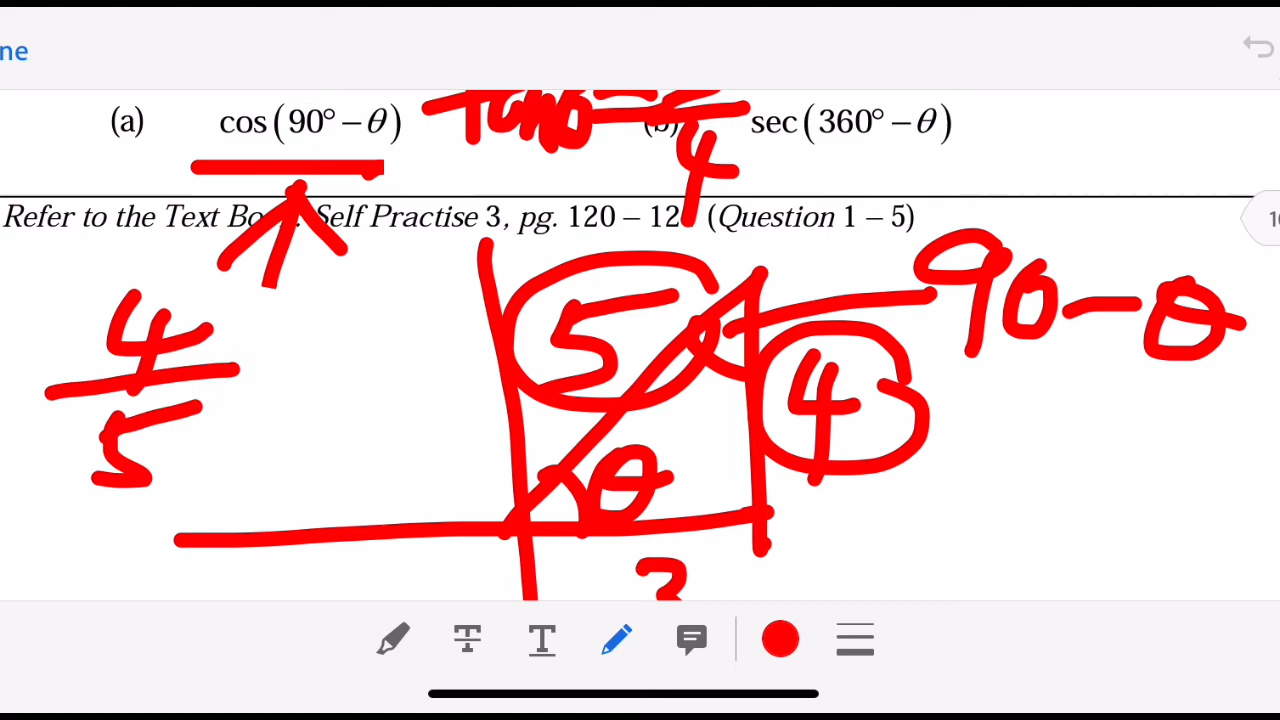 ne
(a) cos(90° − θ) (b) sec(360° − θ)
4
Refer to the Text Bo Self Practise 3, pg. 120 – 12 (Question 1 – 5)
90 − θ
5
4
4
5
θ
3